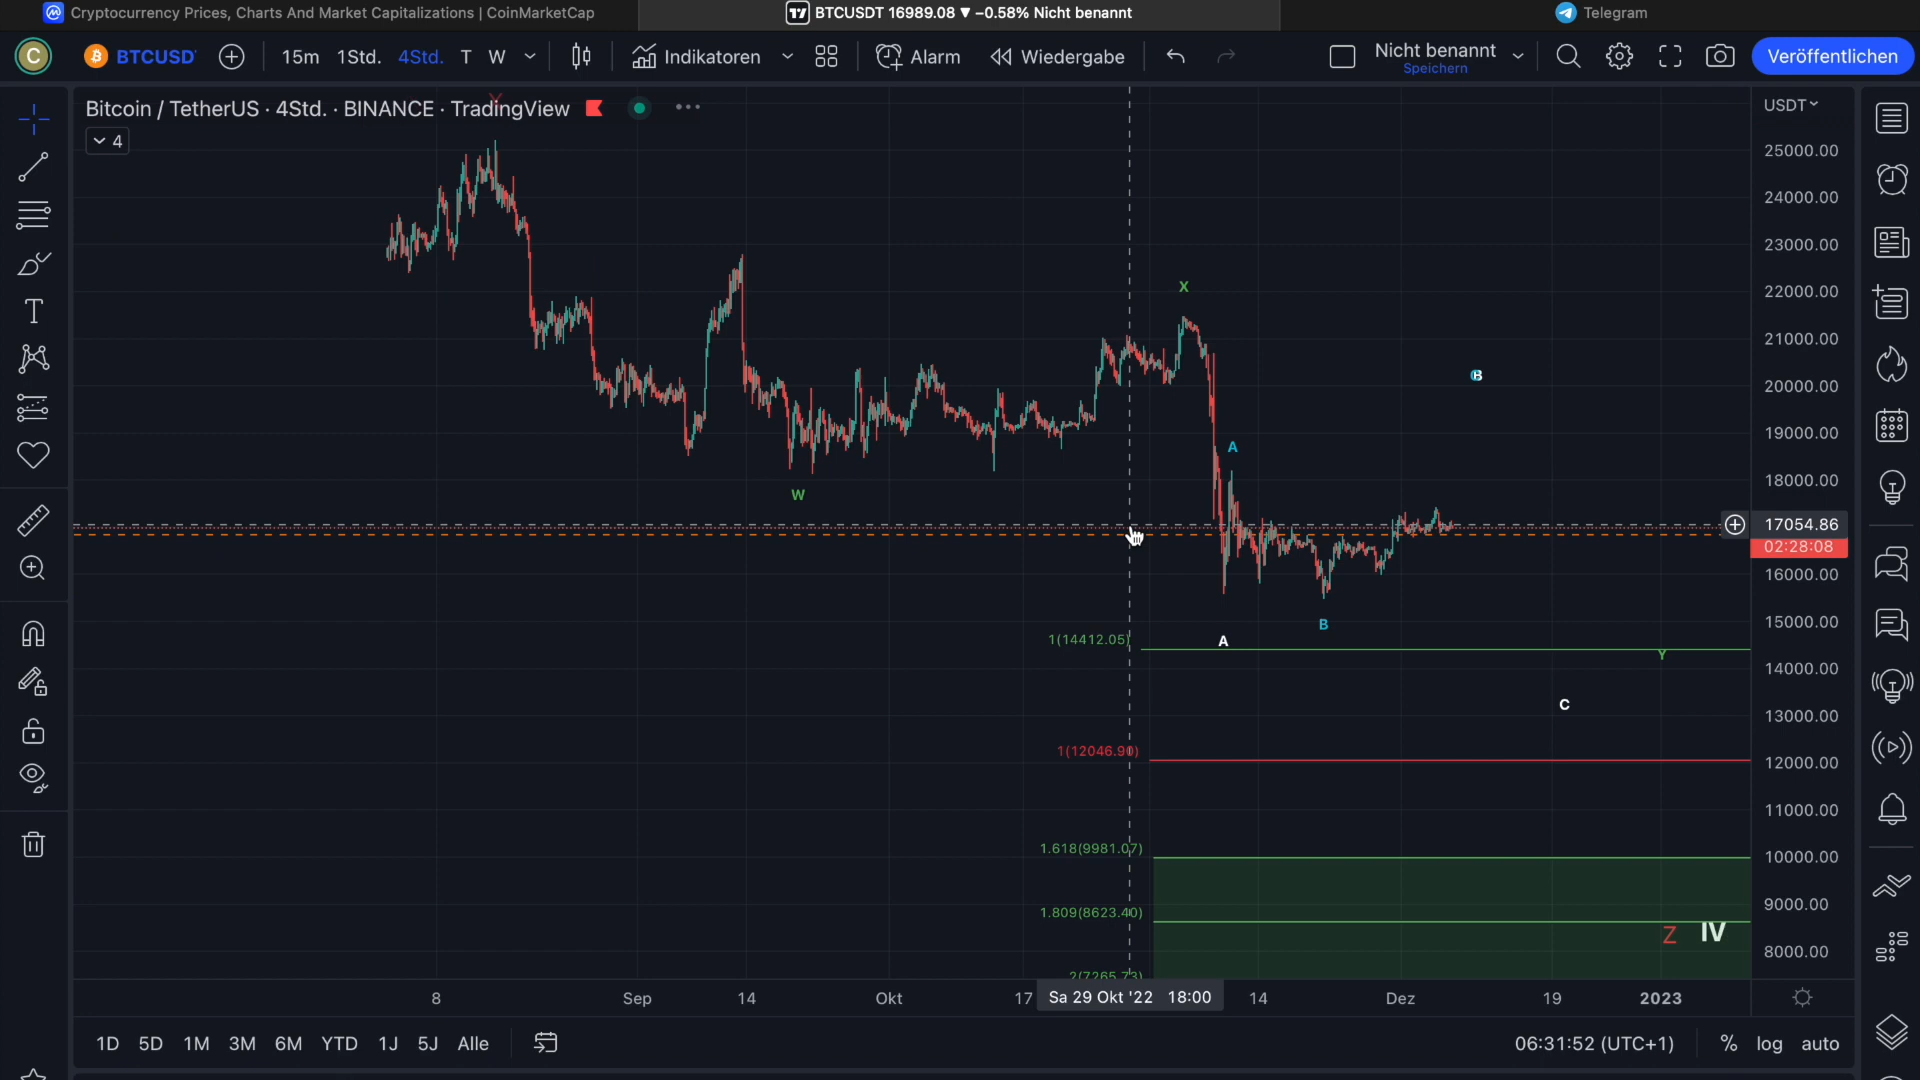 Cryptocurrency Prices, Charts And Market Capitalizations | CoinMarketCap
BTCUSDT 16989.08 ▼ −0.58% Nicht benannt
Telegram
C
BTCUSD
15m 1Std. 4Std. T W
Indikatoren
Alarm
Wiedergabe
Nicht benannt
Speichern
Veröffentlichen
Bitcoin / TetherUS · 4Std. · BINANCE · TradingView
4
USDT
25000.00
24000.00
23000.00
22000.00
21000.00
20000.00
19000.00
18000.00
17054.86
02:28:08
16000.00
15000.00
14000.00
13000.00
12000.00
11000.00
10000.00
9000.00
8000.00
X
B
A
W
B
A
1(14412.05)
Y
C
1(12046.90)
1.618(9981.07)
1.809(8623.40)
Z IV
2(7265.73)
8 Sep 14 Okt 17 Sa 29 Okt '22 18:00 14 Dez 19 2023
1D 5D 1M 3M 6M YTD 1J 5J Alle
06:31:52 (UTC+1) % log auto